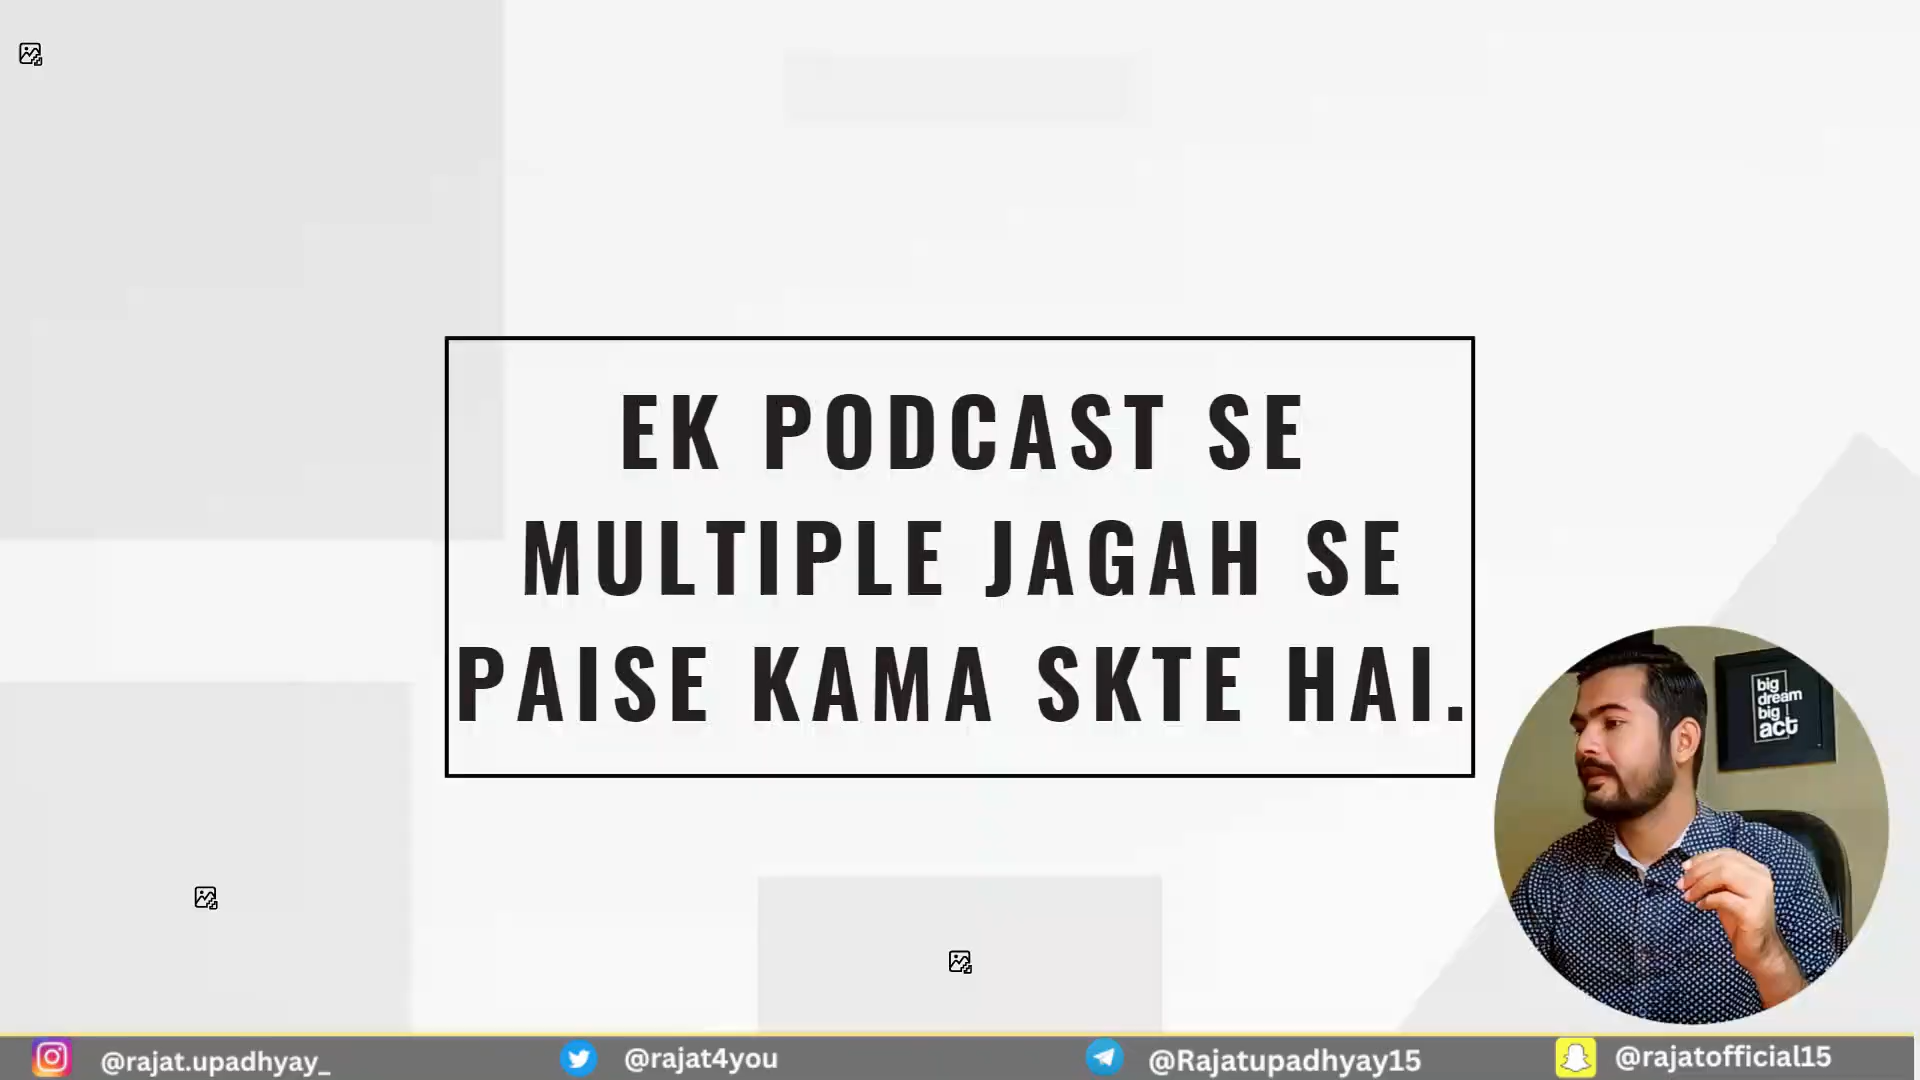 EK PODCAST SE
MULTIPLE JAGAH SE
PAISE KAMA SKTE HAI.
big
dream
big
act
@rajat.upadhyay_
@rajat4you
@Rajatupadhyay15
@rajatofficial15